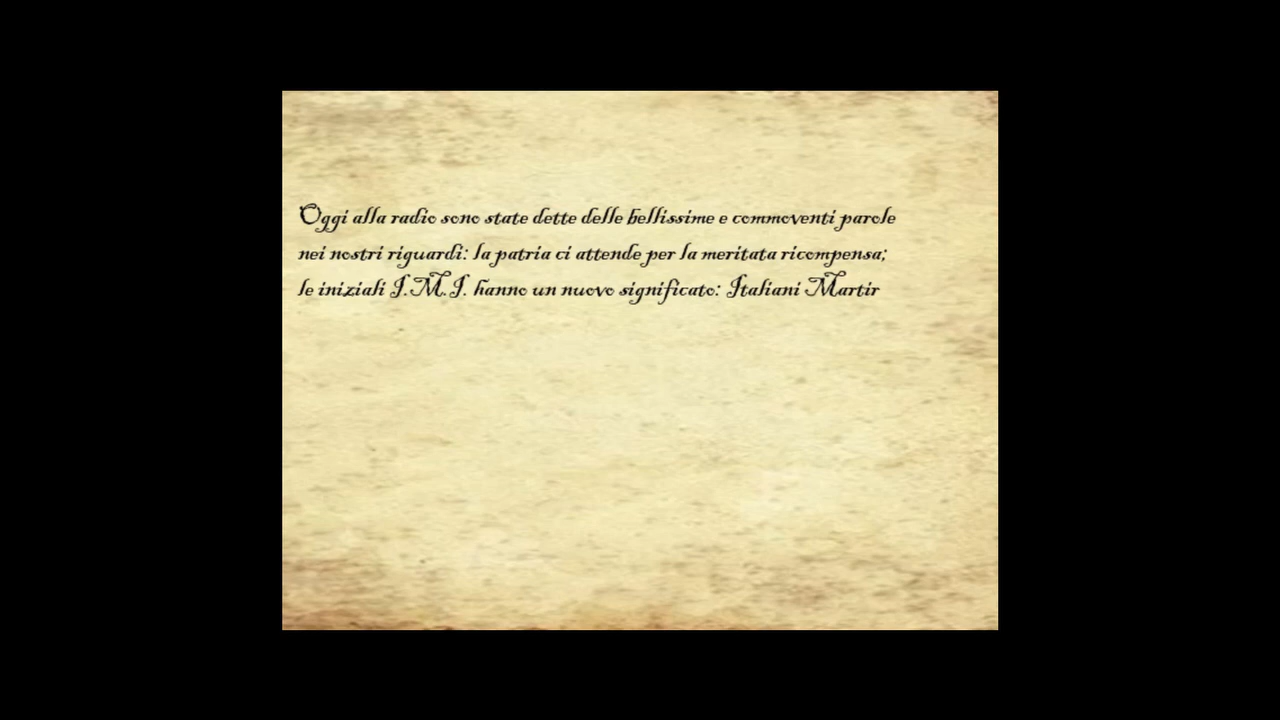 Oggi alla radio sono state dette delle bellissime e commoventi parole
nei nostri riguardi: la patria ci attende per la meritata ricompensa;
le iniziali I.M.I. hanno un nuovo significato: Italiani Martir